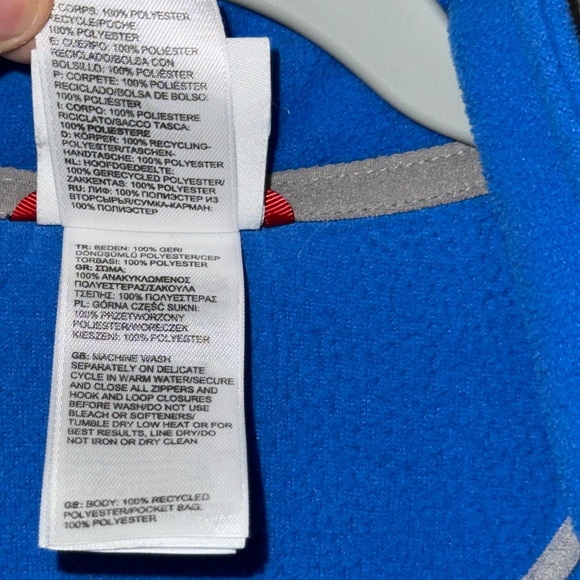 CORPS: 100% POLYESTER
RECYCLÉ/POCHE:
100% POLYESTER
E: CUERPO: 100% POLIÉSTER
RECICLADO/BOLSA CON
BOLSILLO: 100% POLIÉSTER
P: CORPETE: 100% POLIÉSTER
RECICLADO/BOLSA DE BOLSO:
100% POLIÉSTER
I: CORPO: 100% POLIESTERE
RICICLATO/SACCO TASCA:
100% POLIESTERE
D: KÖRPER: 100% RECYCLING-
POLYESTER/TASCHEN-
HANDTASCHE: 100% POLYESTER
NL: HOOFDGEDEELTE:
100% GERECYCLED POLYESTER/
ZAKKENTAS: 100% POLYESTER
RU: ЛИФ: 100% ПОЛИЭСТЕР ИЗ
ВТОРСЫРЬЯ/СУМКА-КАРМАН:
100% ПОЛИЭСТЕР
TR: BEDEN: 100% GERİ
DÖNÜŞÜMLÜ POLYESTER/CEP
TORBASI: 100% POLYESTER
GR: ΣΩΜΑ:
100% ΑΝΑΚΥΚΛΩΜΕΝΟΣ
ΠΟΛΥΕΣΤΕΡΑΣ/ΣΑΚΟΥΛΑ
ΤΣΕΠΗΣ: 100% ΠΟΛΥΕΣΤΕΡΑΣ
PL: GÓRNA CZĘŚĆ SUKNI:
100% PRZETWORZONY
POLIESTER/WORECZEK
KIESZENI: 100% POLYESTER
GB: MACHINE WASH
SEPARATELY ON DELICATE
CYCLE IN WARM WATER/SECURE
AND CLOSE ALL ZIPPERS AND
HOOK AND LOOP CLOSURES
BEFORE WASH/DO NOT USE
BLEACH OR SOFTENERS/
TUMBLE DRY LOW HEAT OR FOR
BEST RESULTS, LINE DRY/DO
NOT IRON OR DRY CLEAN
GB: BODY: 100% RECYCLED
POLYESTER/POCKET BAG:
100% POLYESTER